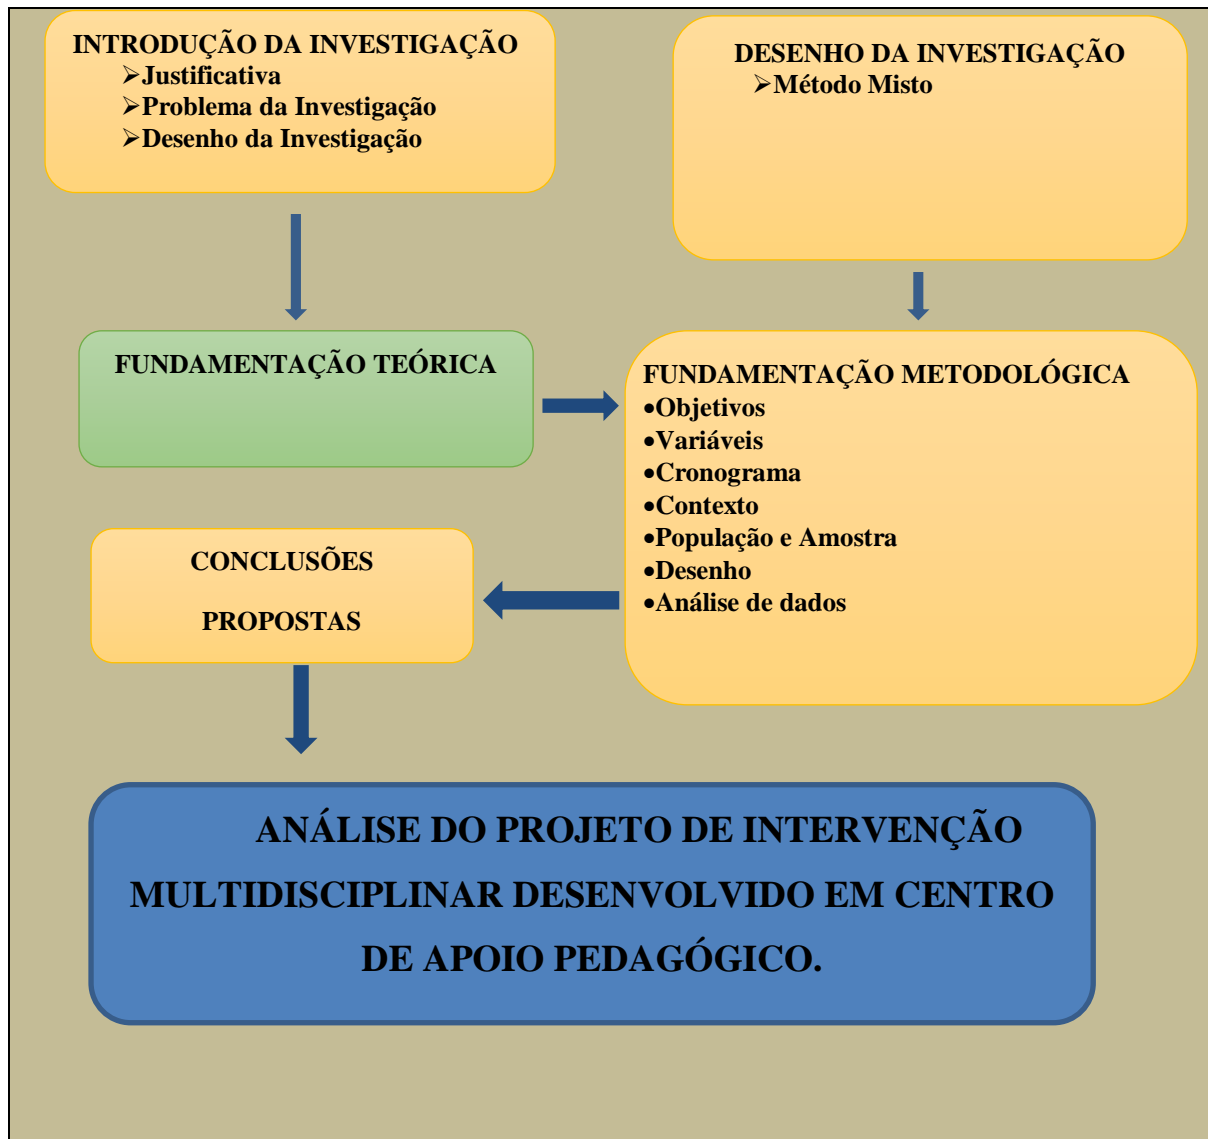 INTRODUÇÃO DA INVESTIGAÇÃO
➢Justificativa
➢Problema da Investigação
➢Desenho da Investigação
DESENHO DA INVESTIGAÇÃO
➢Método Misto
FUNDAMENTAÇÃO TEÓRICA
FUNDAMENTAÇÃO METODOLÓGICA
•Objetivos
•Variáveis
•Cronograma
•Contexto
•População e Amostra
•Desenho
•Análise de dados
CONCLUSÕES
PROPOSTAS
ANÁLISE DO PROJETO DE INTERVENÇÃO
MULTIDISCIPLINAR DESENVOLVIDO EM CENTRO
DE APOIO PEDAGÓGICO.